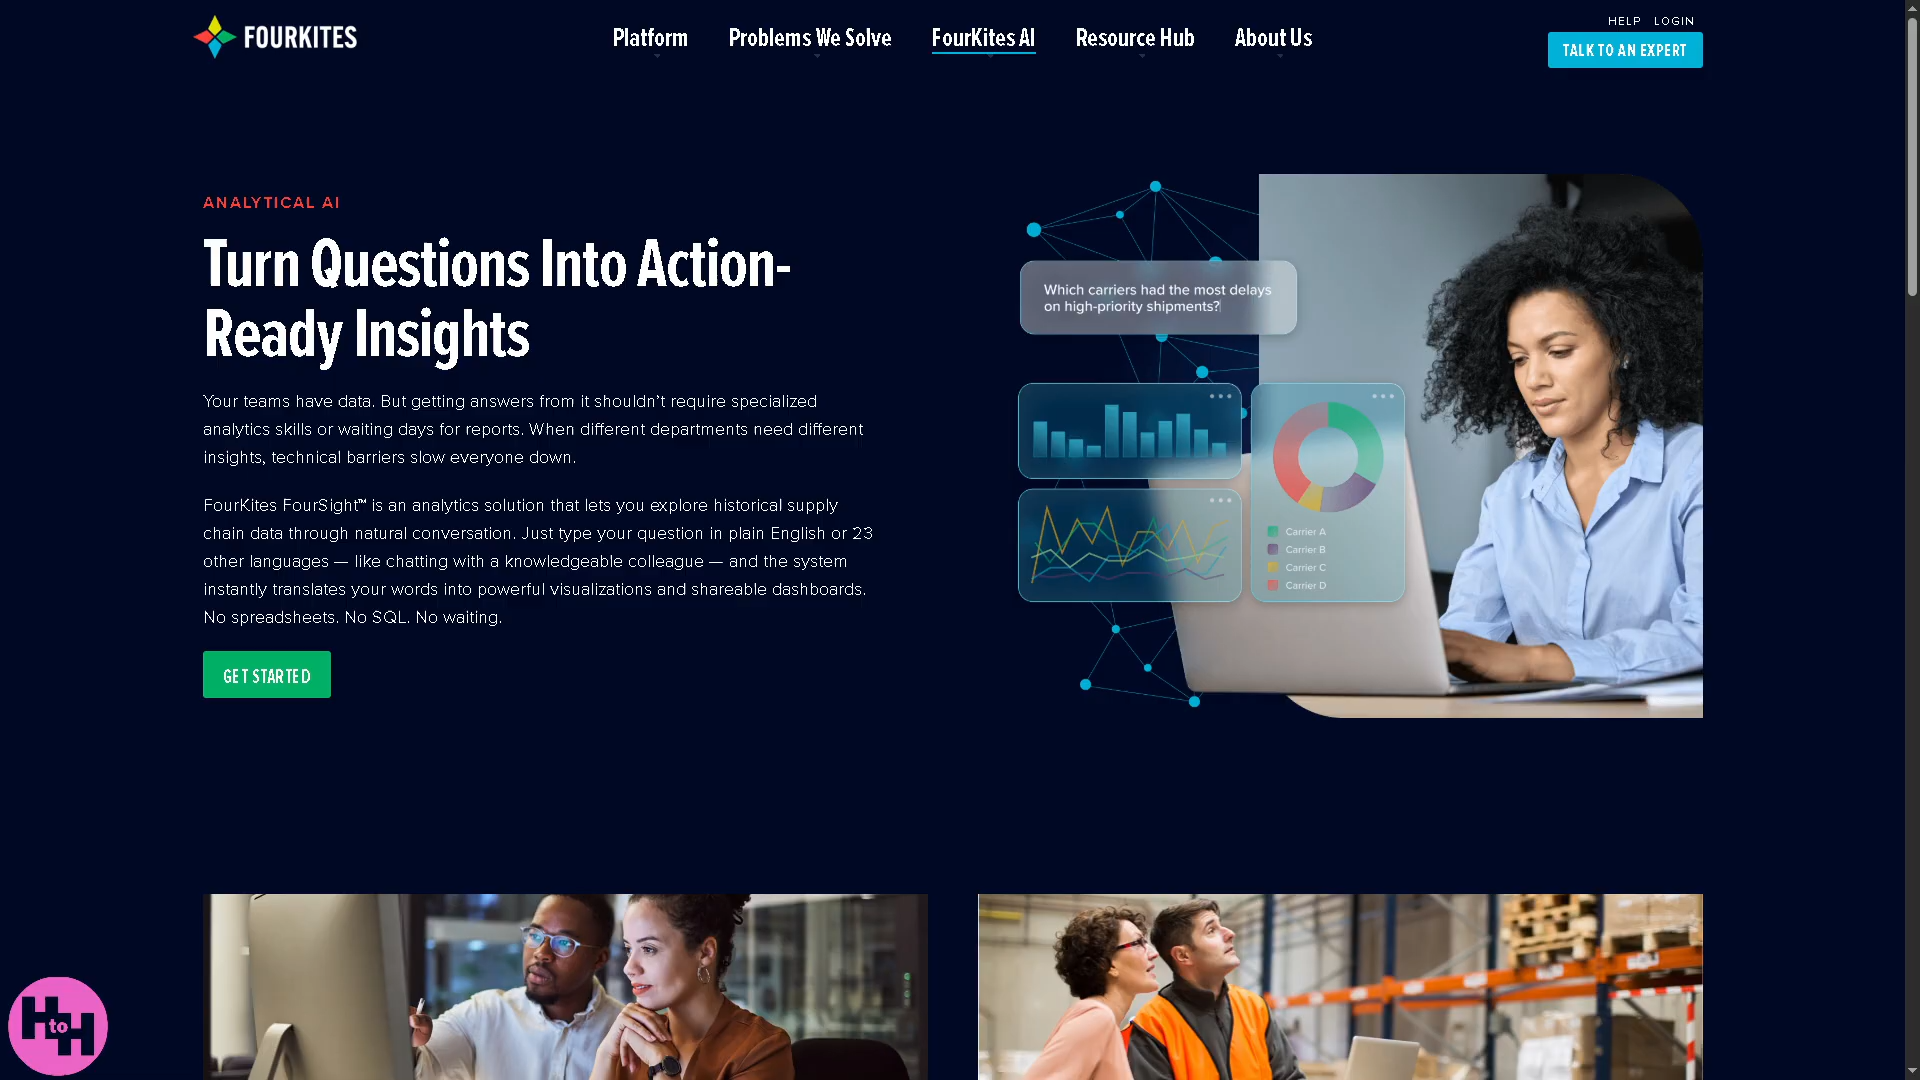 FOURKITES
Platform
Problems We Solve
FourKites AI
Resource Hub
About Us
HELP LOGIN
TALK TO AN EXPERT
ANALYTICAL AI
Turn Questions Into Action-
Ready Insights
Your teams have data. But getting answers from it shouldn't require specialized
analytics skills or waiting days for reports. When different departments need different
insights, technical barriers slow everyone down.
FourKites FourSight™ is an analytics solution that lets you explore historical supply
chain data through natural conversation. Just type your question in plain English or 23
other languages — like chatting with a knowledgeable colleague — and the system
instantly translates your words into powerful visualizations and shareable dashboards.
No spreadsheets. No SQL. No waiting.
GET STARTED
Which carriers had the most delays
on high-priority shipments?
Carrier A
Carrier B
Carrier C
Carrier D
H to H